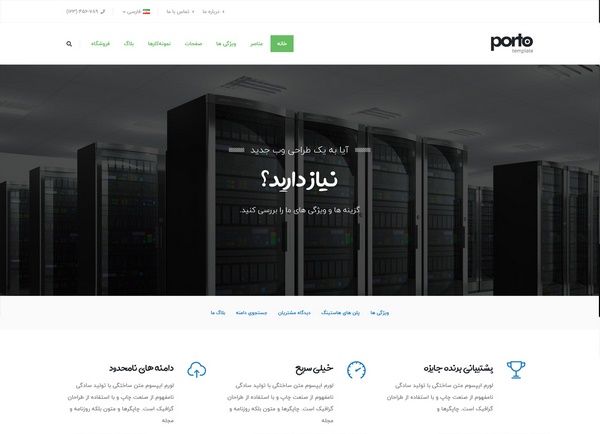 درباره ما
تماس با ما
فارسی
(۱۲۳) ۴۵۶-۷۸۹
porto
template
خانه
عناصر
ویژگی ها
صفحات
نمونه‌کارها
بلاگ
فروشگاه
آیا به یک طراحی وب جدید
نیاز دارید؟
گزینه ها و ویژگی های ما را بررسی کنید.
ویژگی ها
پلن های هاستینگ
دیدگاه مشتریان
جستجوی دامنه
بلاگ ما
پشتیبانی برنده جایزه
لورم ایپسوم متن ساختگی با تولید سادگی
نامفهوم از صنعت چاپ و با استفاده از طراحان
گرافیک است. چاپگرها و
خیلی سریع
لورم ایپسوم متن ساختگی با تولید سادگی
نامفهوم از صنعت چاپ و با استفاده از طراحان
گرافیک است. چاپگرها و متون بلکه روزنامه و
مجله
دامنه های نامحدود
لورم ایپسوم متن ساختگی با تولید سادگی
نامفهوم از صنعت چاپ و با استفاده از طراحان
گرافیک است. چاپگرها و متون بلکه روزنامه و
مجله